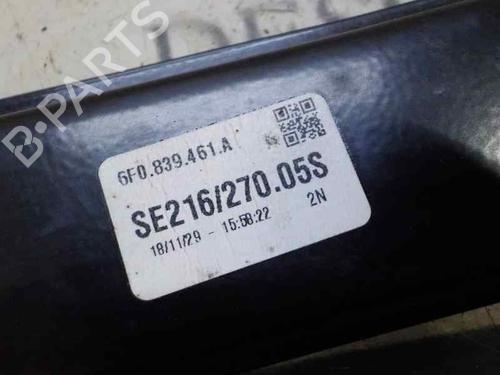 B-PARTS
6F0.839.461.A
SE216/270.05S
18/11/29 - 15:58:22 2N